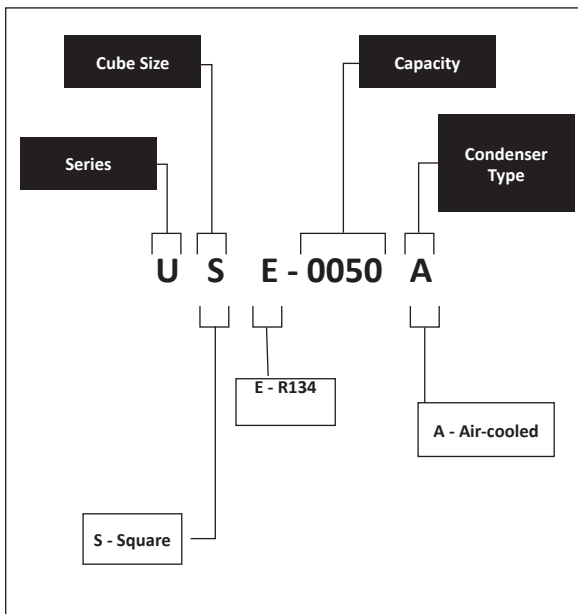 Cube Size
Capacity
Series
Condenser
Type
U S E - 0050 A
E - R134
A - Air-cooled
S - Square